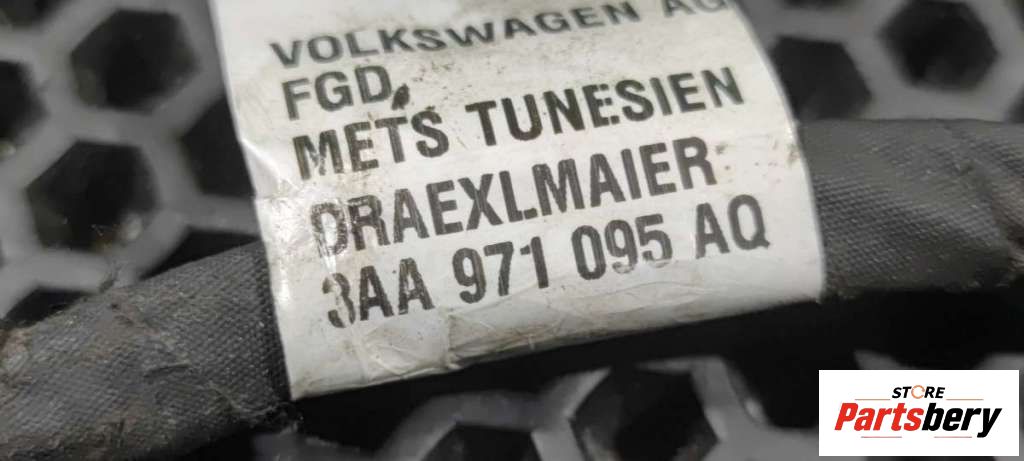 VOLKSWAGEN AG
FGD.
METS TUNESIEN
DRAEXLMAIER
3AA 971 095 AQ
STORE
Partsbery